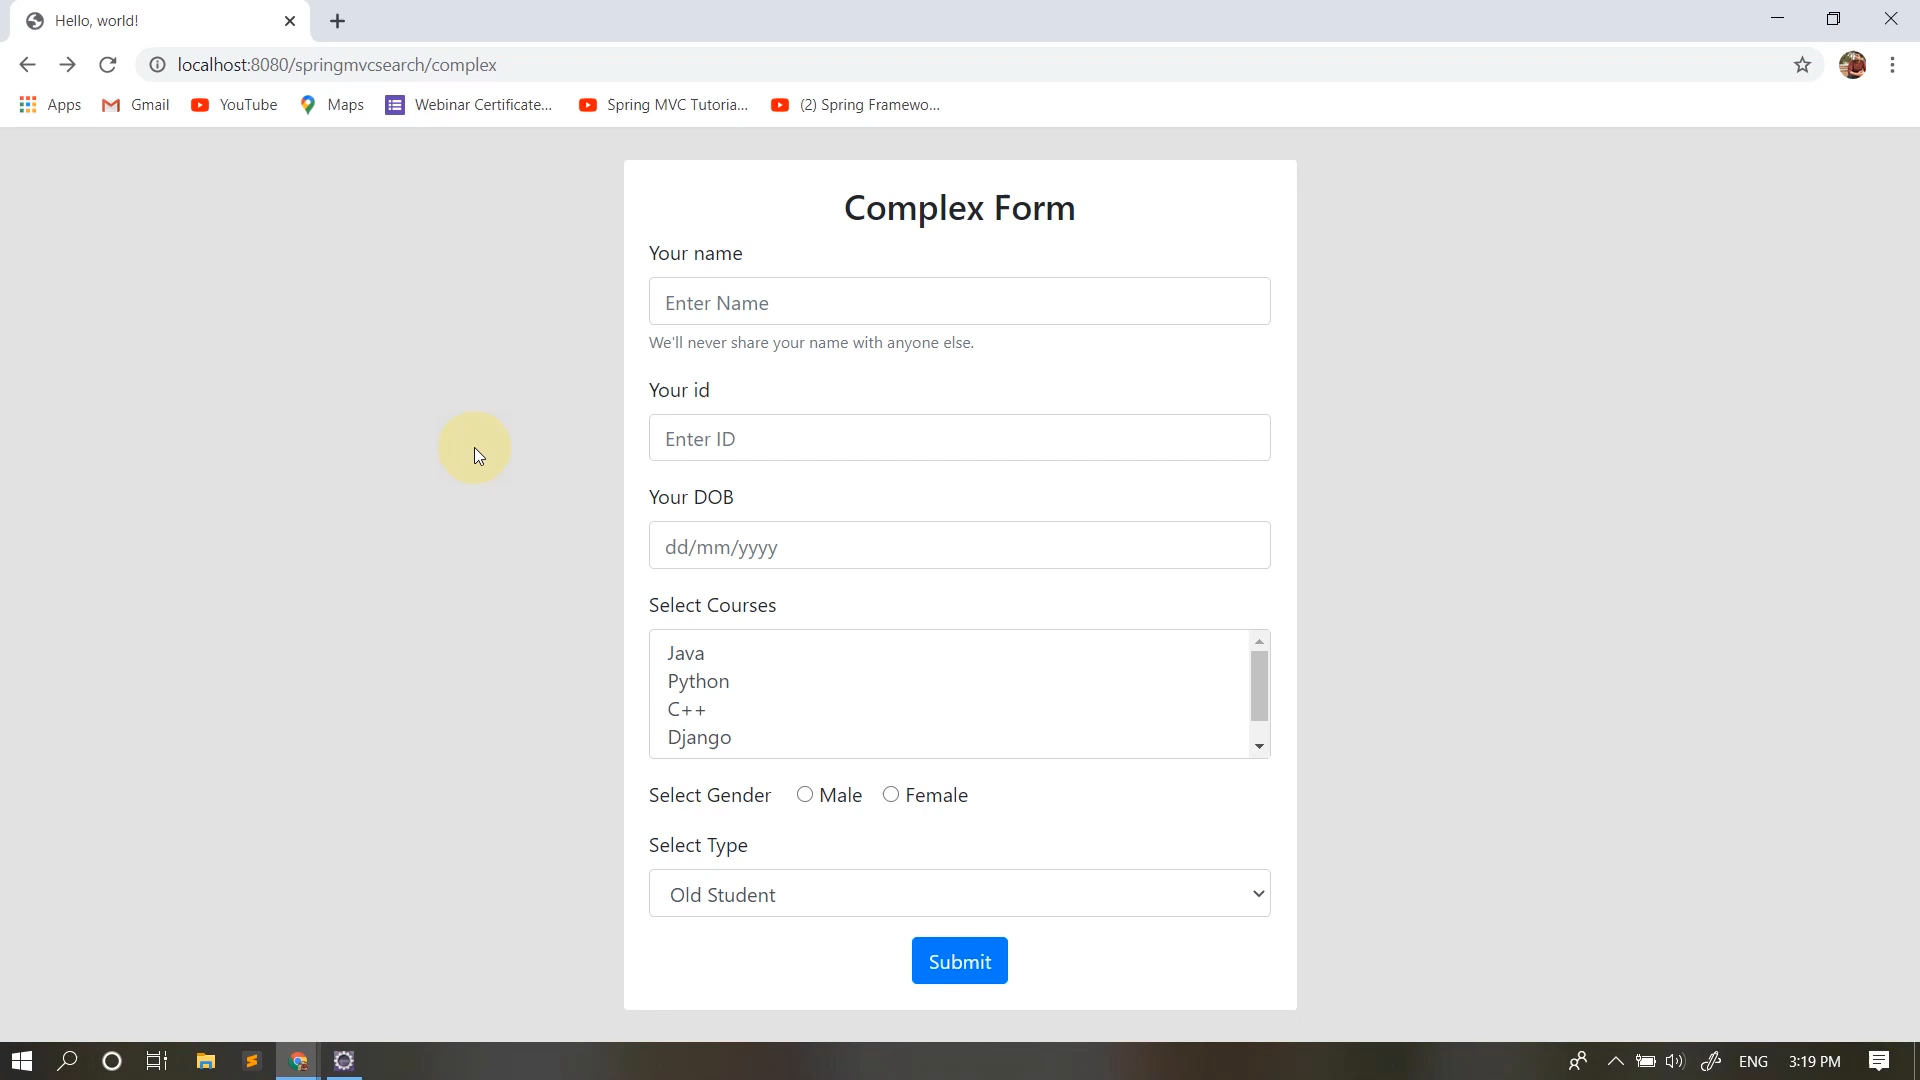 Hello, world!
localhost:8080/springmvcsearch/complex
Apps Gmail YouTube Maps Webinar Certificate... Spring MVC Tutoria... (2) Spring Framewo...
Complex Form
Your name
Enter Name
We'll never share your name with anyone else.
Your id
Enter ID
Your DOB
dd/mm/yyyy
Select Courses
Java
Python
C++
Django
Select Gender Male Female
Select Type
Old Student
Submit
ENG 3:19 PM